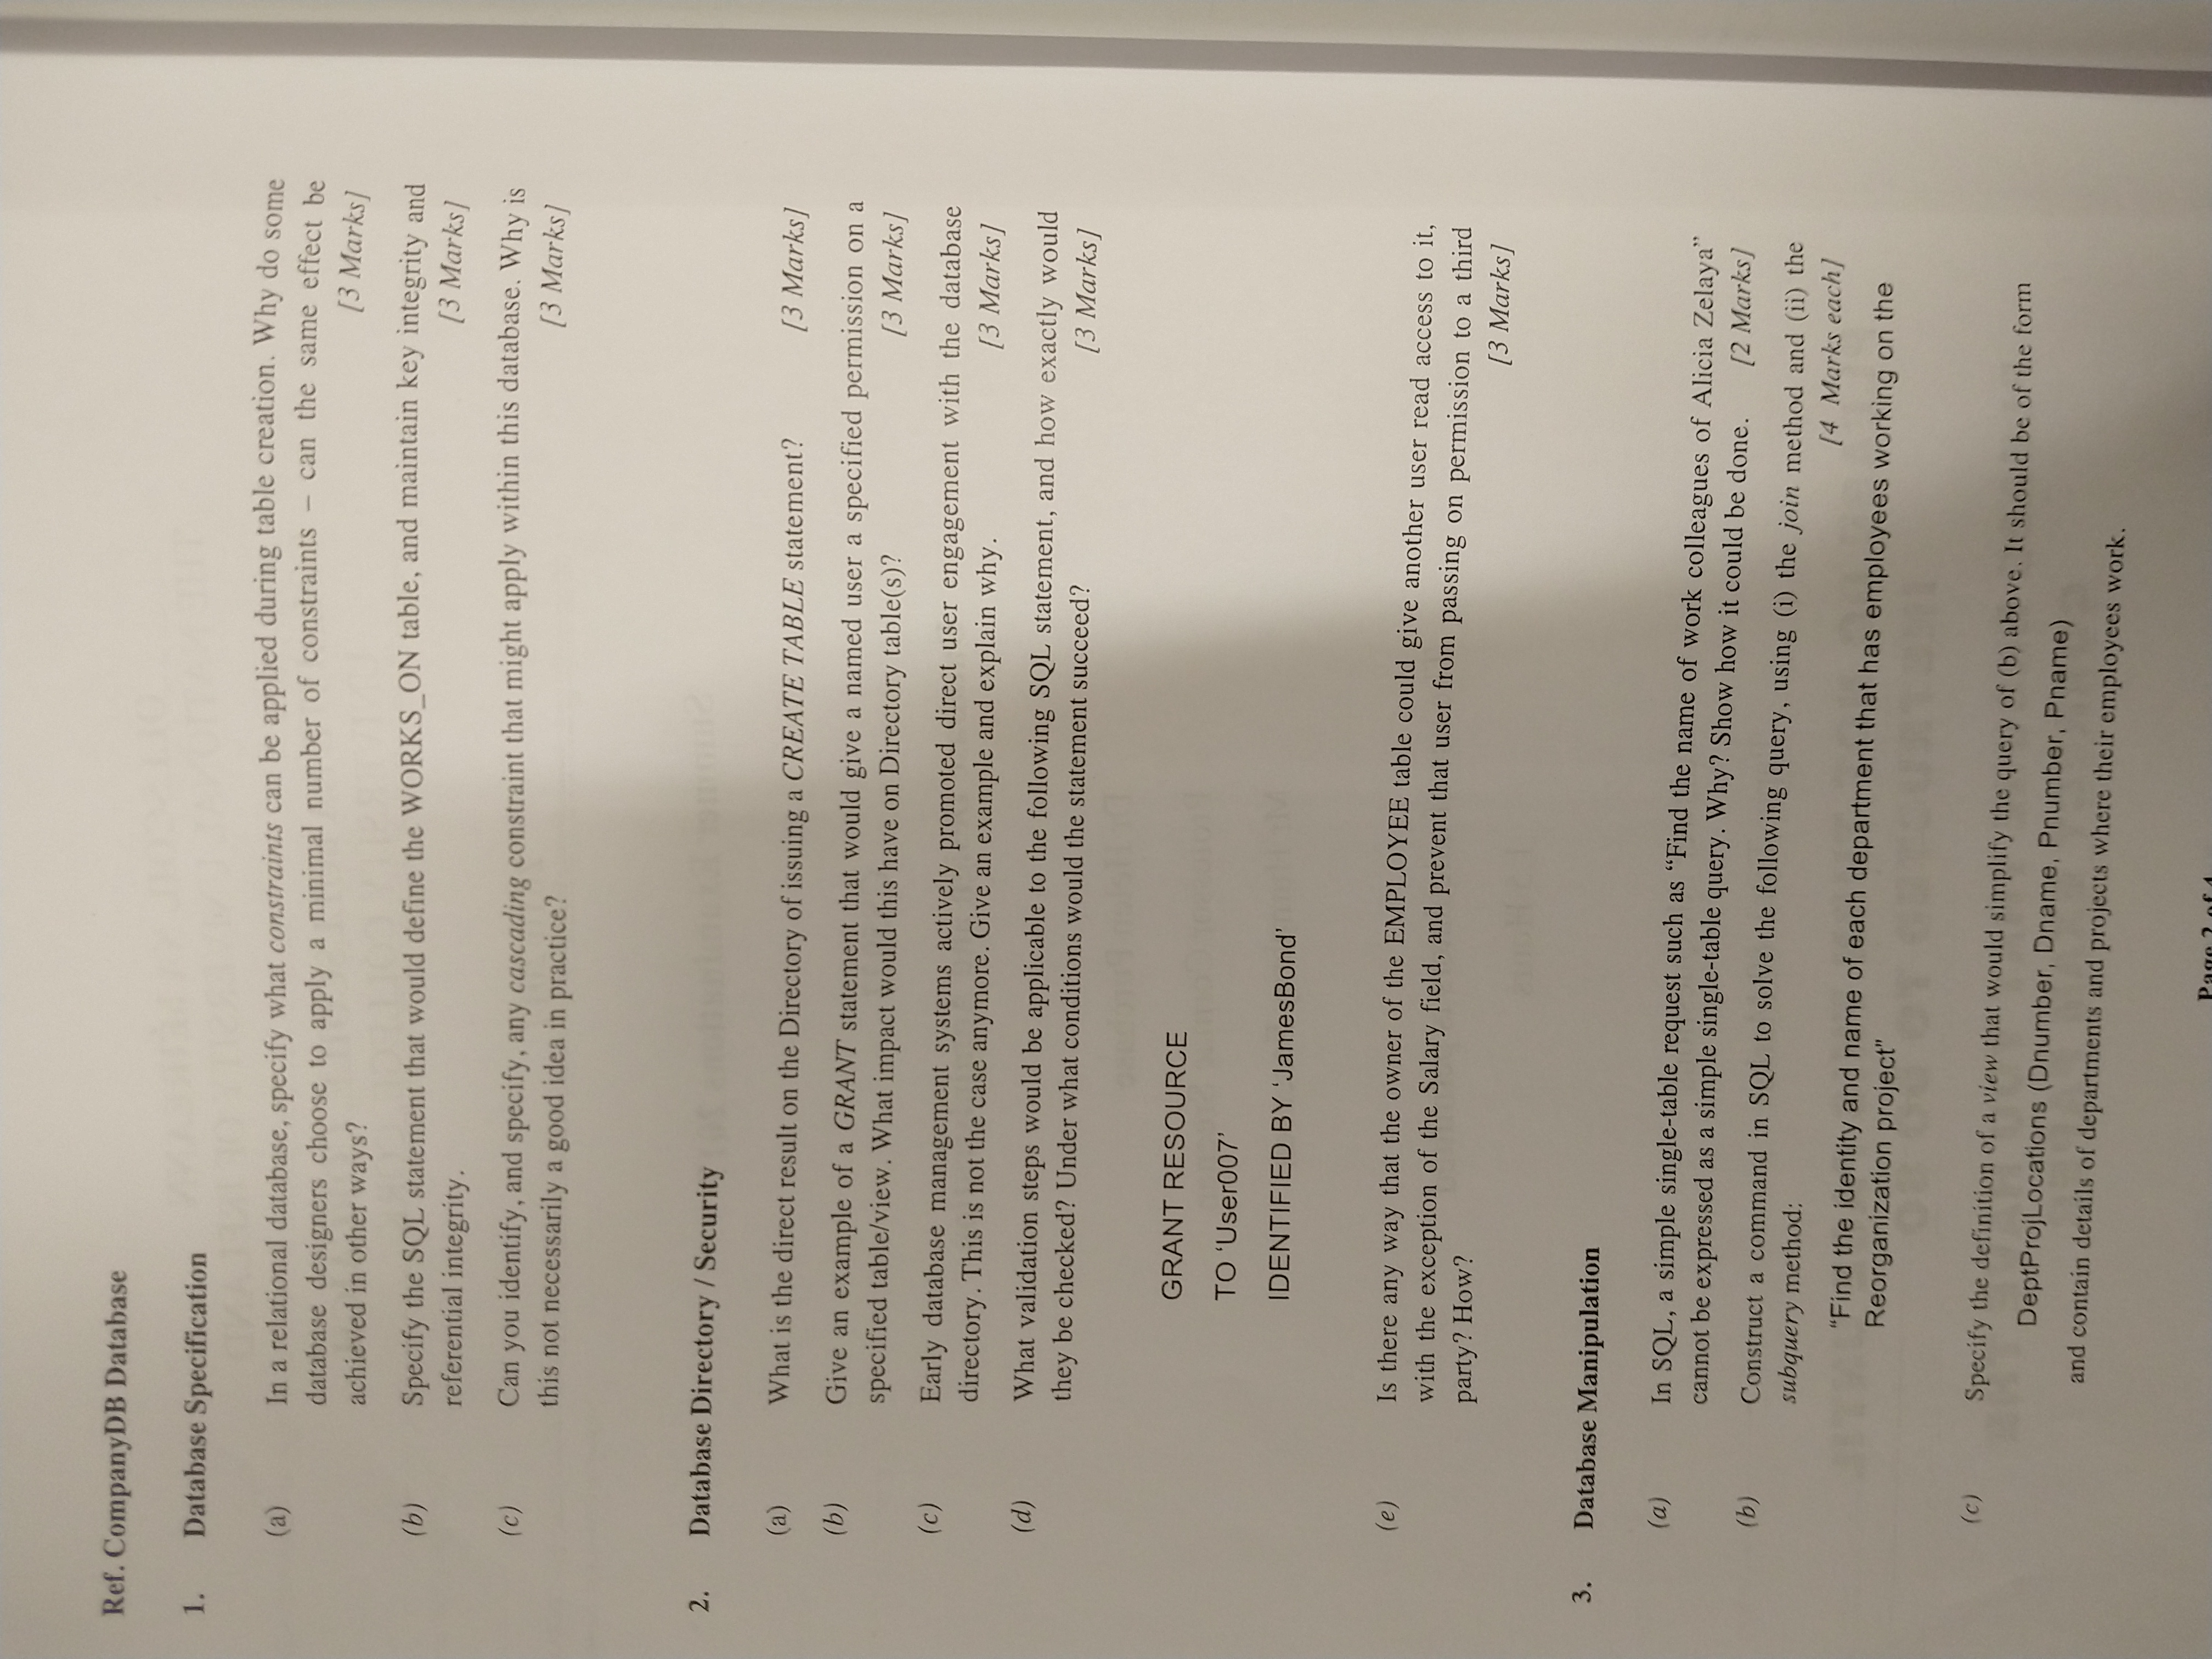 Ref. CompanyDB Database
1. Database Specification
(a) In a relational database, specify what constraints can be applied during table creation. Why do some
database designers choose to apply a minimal number of constraints – can the same effect be
achieved in other ways? [3 Marks]
(b) Specify the SQL statement that would define the WORKS_ON table, and maintain key integrity and
referential integrity. [3 Marks]
(c) Can you identify, and specify, any cascading constraint that might apply within this database. Why is
this not necessarily a good idea in practice? [3 Marks]
2. Database Directory / Security
(a) What is the direct result on the Directory of issuing a CREATE TABLE statement? [3 Marks]
(b) Give an example of a GRANT statement that would give a named user a specified permission on a
specified table/view. What impact would this have on Directory table(s)? [3 Marks]
(c) Early database management systems actively promoted direct user engagement with the database
directory. This is not the case anymore. Give an example and explain why. [3 Marks]
(d) What validation steps would be applicable to the following SQL statement, and how exactly would
they be checked? Under what conditions would the statement succeed? [3 Marks]
GRANT RESOURCE
TO ‘User007’
IDENTIFIED BY ‘JamesBond’
(e) Is there any way that the owner of the EMPLOYEE table could give another user read access to it,
with the exception of the Salary field, and prevent that user from passing on permission to a third
party? How?
[3 Marks]
3. Database Manipulation
(a) In SQL, a simple single-table request such as “Find the name of work colleagues of Alicia Zelaya”
cannot be expressed as a simple single-table query. Why? Show how it could be done. [2 Marks]
(b) Construct a command in SQL to solve the following query, using (i) the join method and (ii) the
subquery method:
[4 Marks each]
“Find the identity and name of each department that has employees working on the
Reorganization project”
(c) Specify the definition of a view that would simplify the query of (b) above. It should be of the form
DeptProjLocations (Dnumber, Dname, Pnumber, Pname)
and contain details of departments and projects where their employees work.
Page 2 of 4